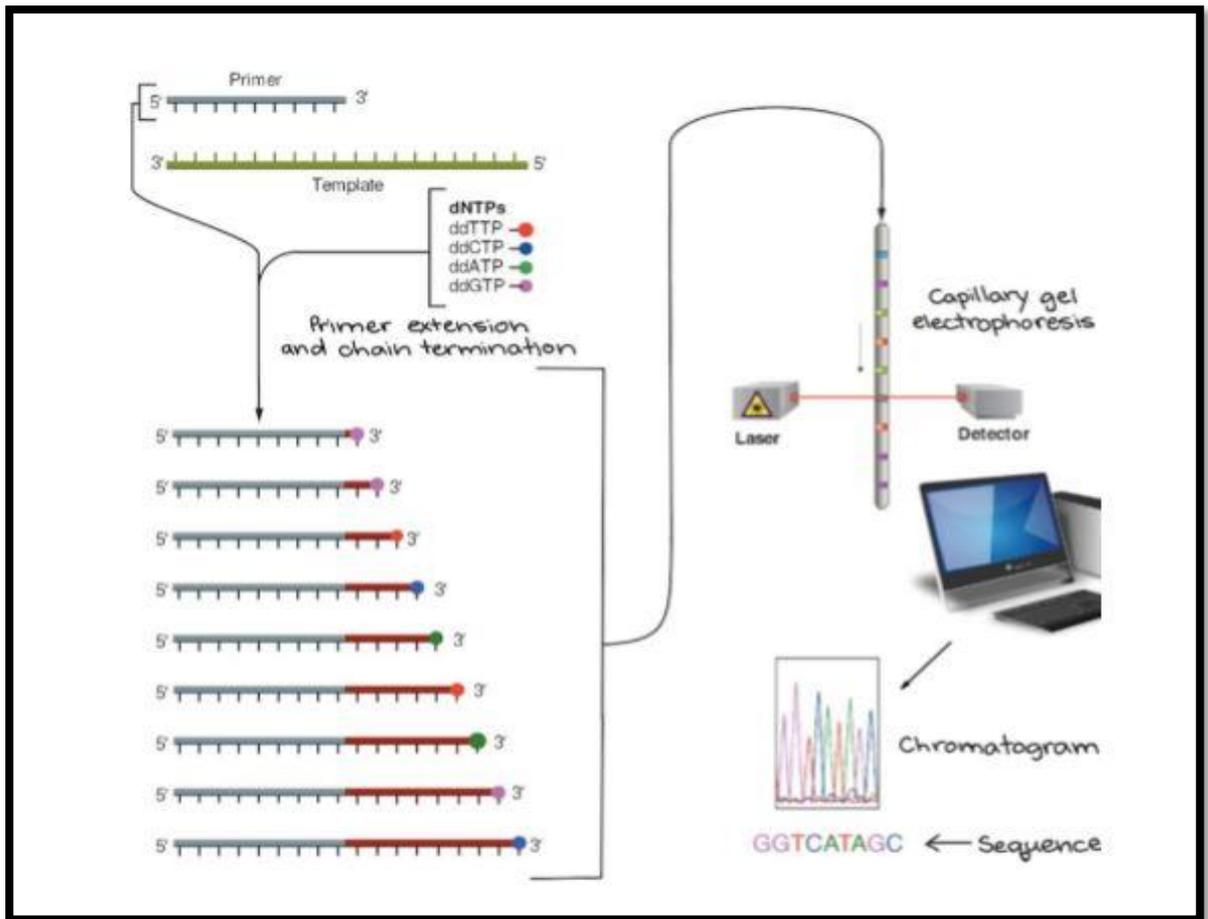 Primer
5' 3'
3' 5'
Template
dNTPs
ddTTP
ddCTP
ddATP
ddGTP
Primer extension
and chain termination
5' 3'
5' 3'
5' 3'
5' 3'
5' 3'
5' 3'
5' 3'
5' 3'
5' 3'
Capillary gel
electrophoresis
Laser
Detector
Chromatogram
GGTCATAGC ← Sequence